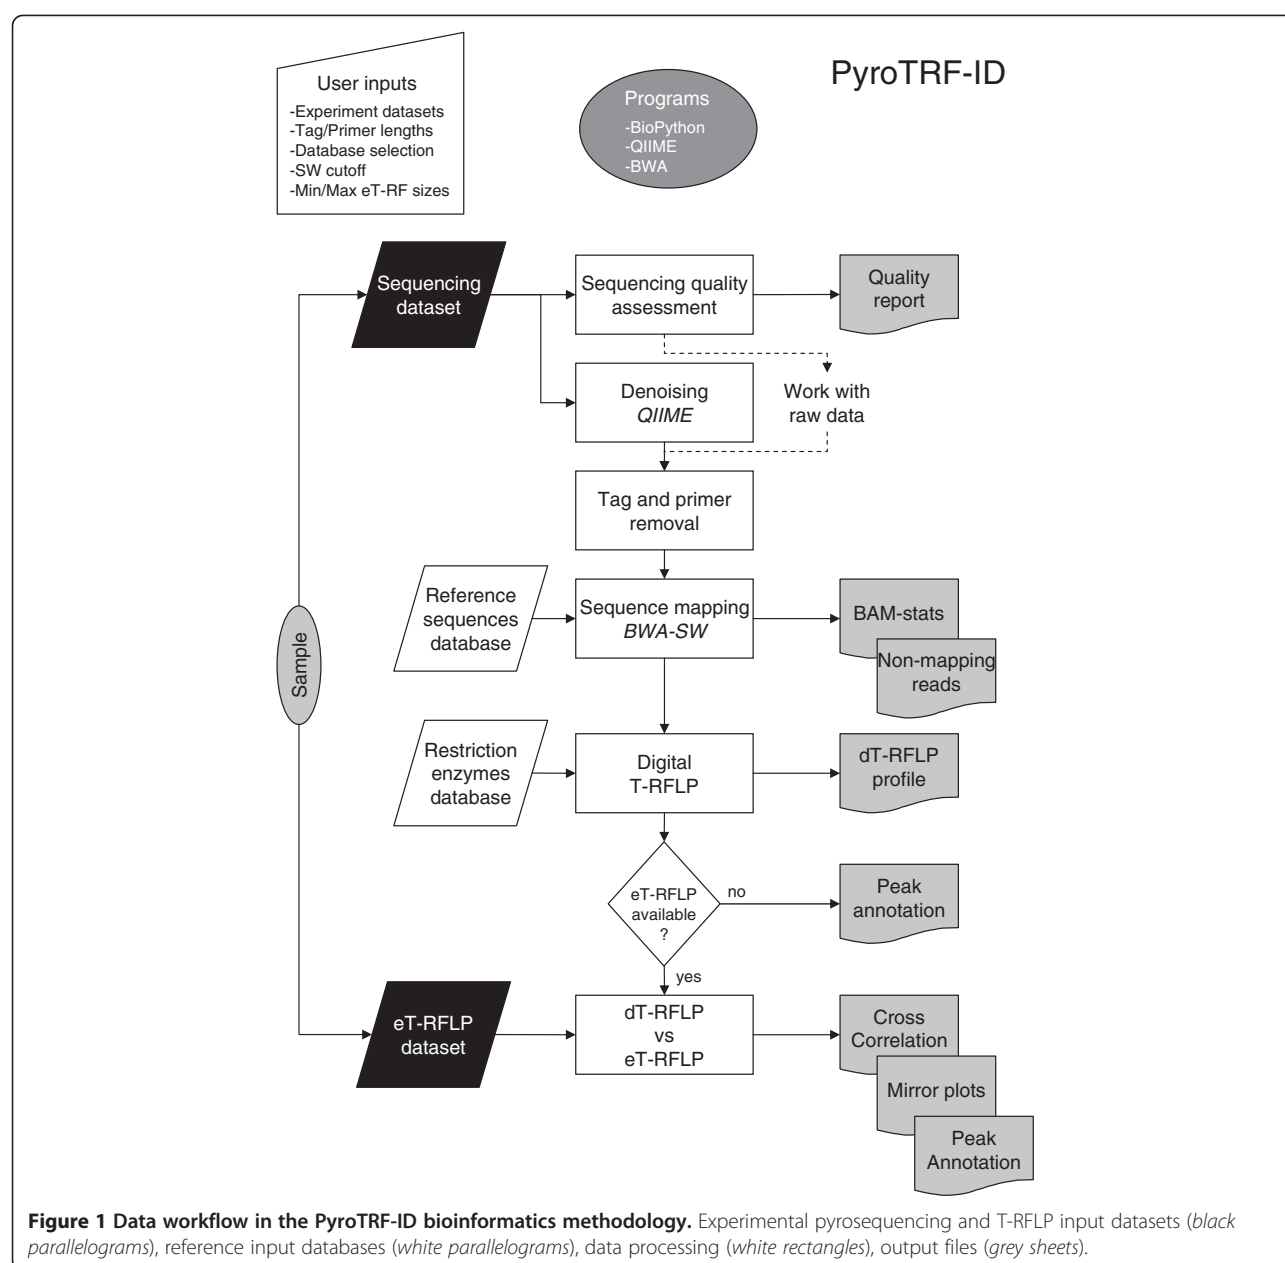 PyroTRF-ID
User inputs
-Experiment datasets
-Tag/Primer lengths
-Database selection
-SW cutoff
-Min/Max eT-RF sizes
Programs
-BioPython
-QIIME
-BWA
Sequencing
dataset
Sequencing quality
assessment
Quality
report
Denoising
QIIME
Work with
raw data
Tag and primer
removal
Reference
sequences
database
Sequence mapping
BWA-SW
BAM-stats
Non-mapping
reads
Sample
Restriction
enzymes
database
Digital
T-RFLP
dT-RFLP
profile
eT-RFLP
available
?
no
Peak
annotation
yes
eT-RFLP
dataset
dT-RFLP
vs
eT-RFLP
Cross
Correlation
Mirror plots
Peak
Annotation
Figure 1 Data workflow in the PyroTRF-ID bioinformatics methodology. Experimental pyrosequencing and T-RFLP input datasets (black
parallelograms), reference input databases (white parallelograms), data processing (white rectangles), output files (grey sheets).